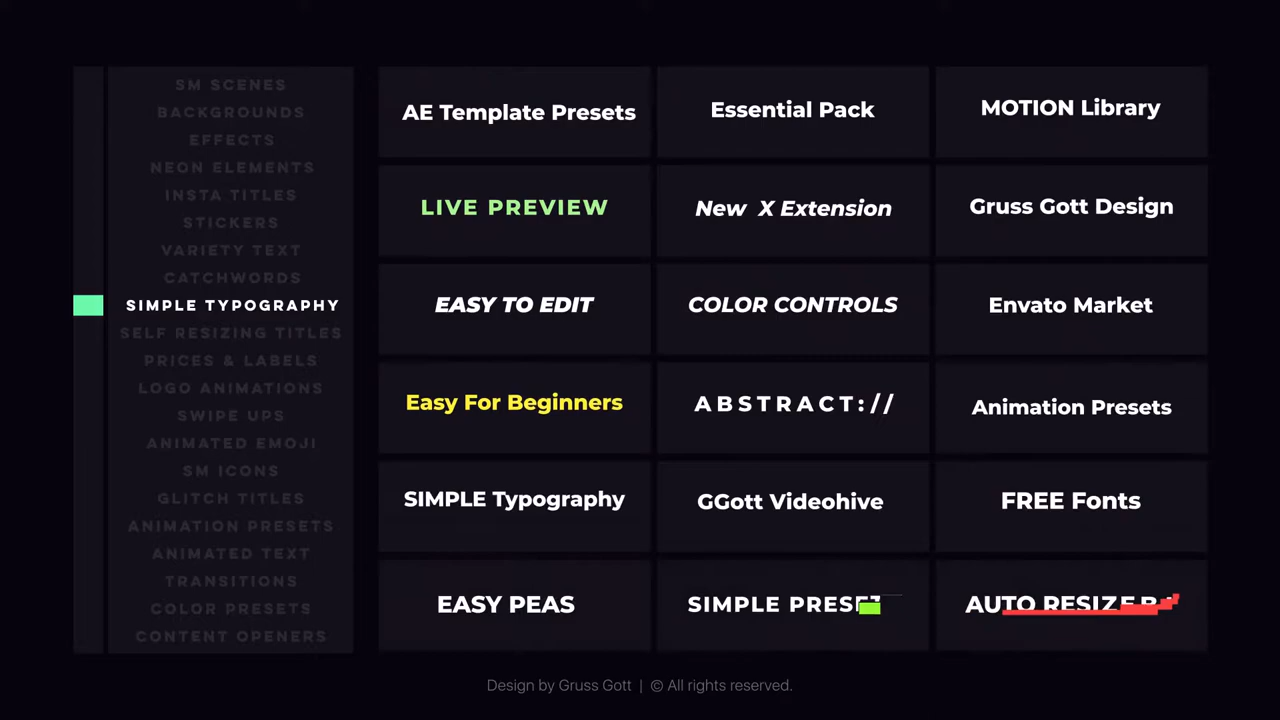 SM SCENES
BACKGROUNDS
EFFECTS
NEON ELEMENTS
INSTA TITLES
STICKERS
VARIETY TEXT
CATCHWORDS
SIMPLE TYPOGRAPHY
SELF RESIZING TITLES
PRICES & LABELS
LOGO ANIMATIONS
SWIPE UPS
ANIMATED EMOJI
SM ICONS
GLITCH TITLES
ANIMATION PRESETS
ANIMATED TEXT
TRANSITIONS
COLOR PRESETS
CONTENT OPENERS
AE Template Presets
Essential Pack
MOTION Library
LIVE PREVIEW
New X Extension
Gruss Gott Design
EASY TO EDIT
COLOR CONTROLS
Envato Market
Easy For Beginners
ABSTRACT://
Animation Presets
SIMPLE Typography
GGott Videohive
FREE Fonts
EASY PEAS
SIMPLE
AUTO
Design by Gruss Gott | © All rights reserved.